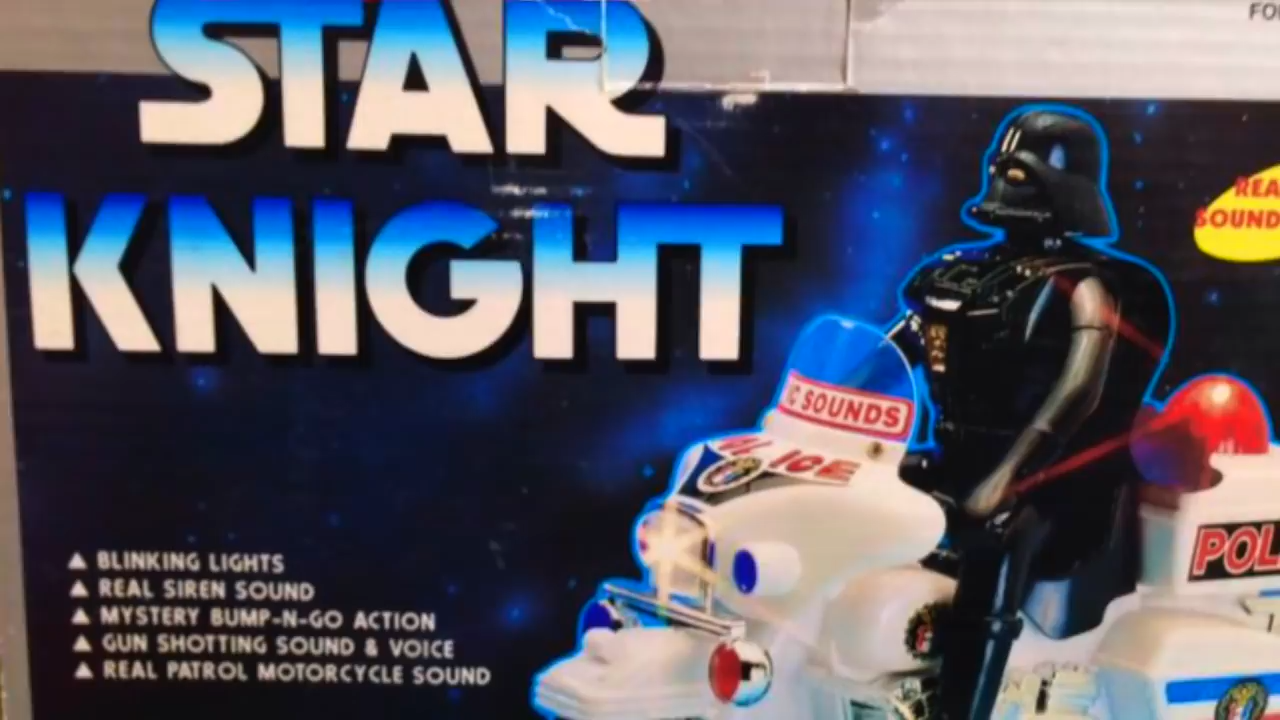 STAR
KNIGHT
REA
SOUND
C SOUNDS
POL
BLINKING LIGHTS
REAL SIREN SOUND
MYSTERY BUMP-N-GO ACTION
GUN SHOTTING SOUND & VOICE
REAL PATROL MOTORCYCLE SOUND